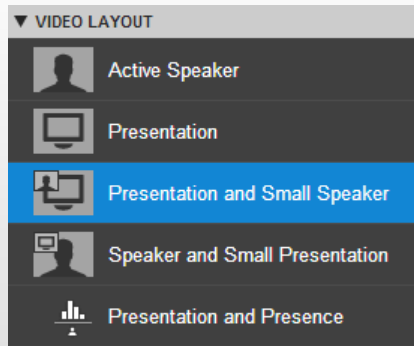 VIDEO LAYOUT
Active Speaker
Presentation
Presentation and Small Speaker
Speaker and Small Presentation
Presentation and Presence